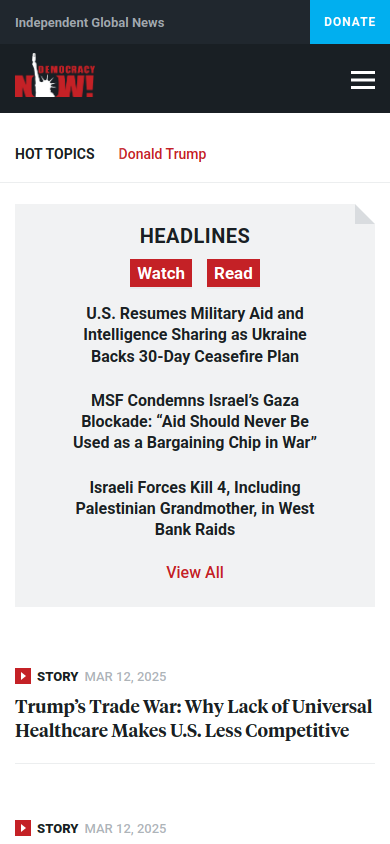 Independent Global News
DONATE
DEMOCRACY
NOW!
HOT TOPICS
Donald Trump
HEADLINES
Watch
Read
U.S. Resumes Military Aid and
Intelligence Sharing as Ukraine
Backs 30-Day Ceasefire Plan
MSF Condemns Israel’s Gaza
Blockade: “Aid Should Never Be
Used as a Bargaining Chip in War”
Israeli Forces Kill 4, Including
Palestinian Grandmother, in West
Bank Raids
View All
STORY MAR 12, 2025
Trump’s Trade War: Why Lack of Universal
Healthcare Makes U.S. Less Competitive
STORY MAR 12, 2025